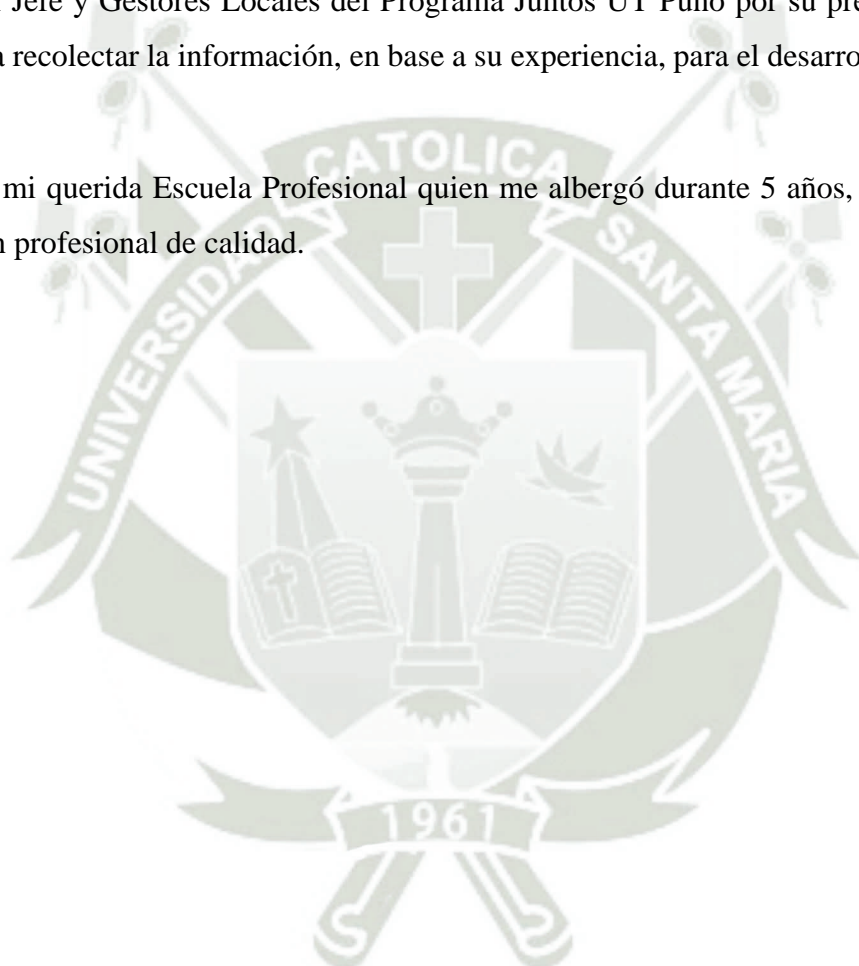 Jefe y Gestores Locales del Programa Juntos UT Puno por su
recolectar la información, en base a su experiencia, para el
mi querida Escuela Profesional quien me albergó durante 5 años,
profesional de calidad.
UNIVERSIDAD CATOLICA SANTA MARIA
1961